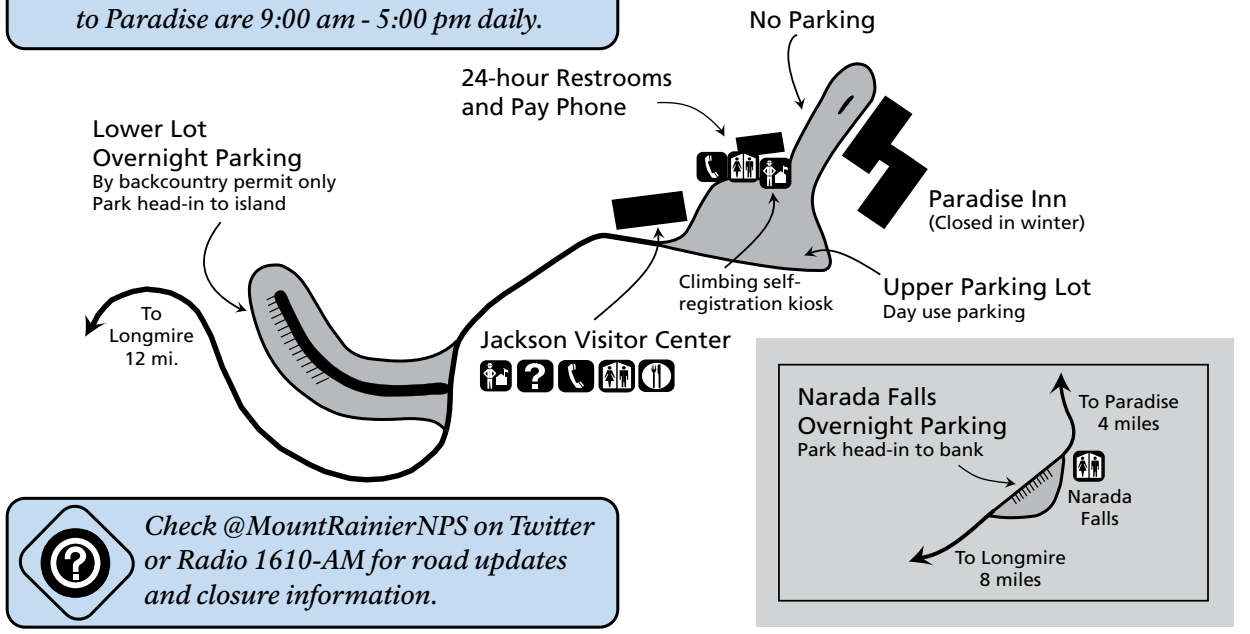 to Paradise are 9:00 am - 5:00 pm daily.
No Parking
24-hour Restrooms
and Pay Phone
Lower Lot
Overnight Parking
By backcountry permit only
Park head-in to island
Paradise Inn
(Closed in winter)
Climbing self-
registration kiosk
Upper Parking Lot
Day use parking
To
Longmire
12 mi.
Jackson Visitor Center
?
Narada Falls
Overnight Parking
Park head-in to bank
To Paradise
4 miles
Narada
Falls
To Longmire
8 miles
?
Check @MountRainierNPS on Twitter
or Radio 1610-AM for road updates
and closure information.